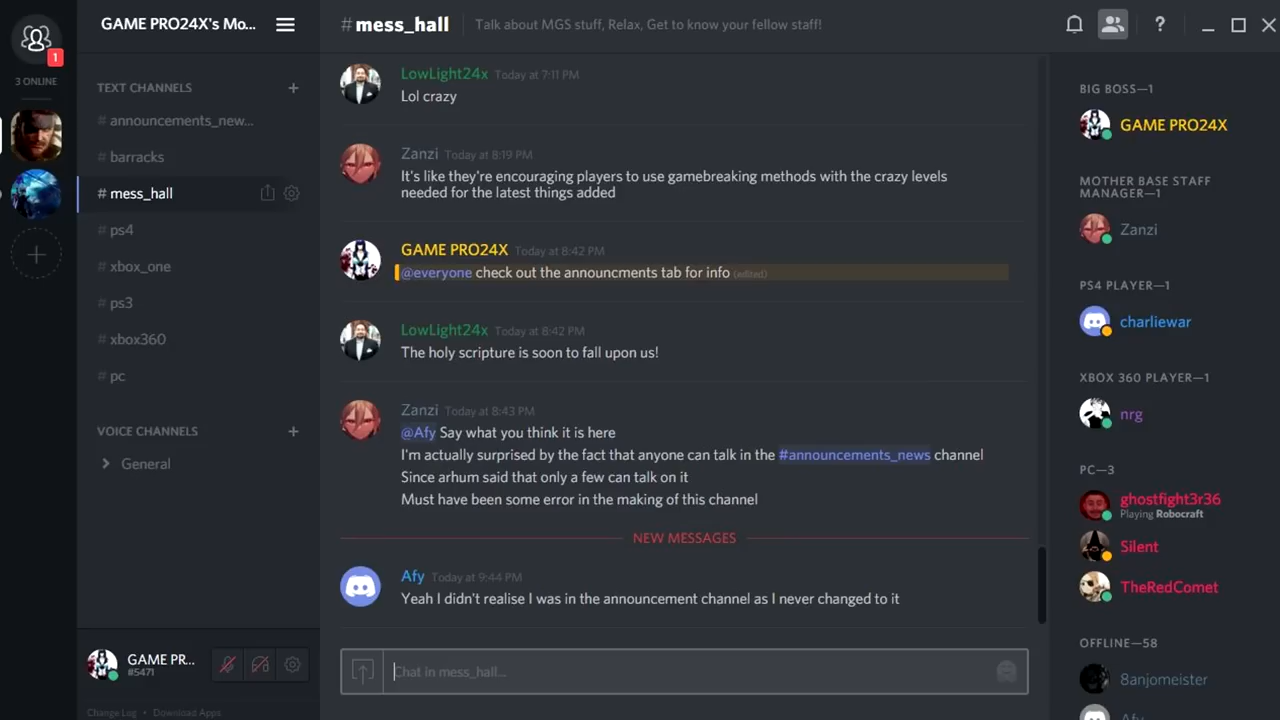 GAME PRO24X's Mo...
#mess_hall
Talk about MGS stuff, Relax, Get to know your fellow staff!
?
1
3 ONLINE
TEXT CHANNELS
+
# announcements_new...
# barracks
# mess_hall
# ps4
# xbox_one
# ps3
# xbox360
# pc
VOICE CHANNELS
+
General
GAME PR...
#5471
Change Log • Download Apps
LowLight24x Today at 7:11 PM
Lol crazy
Zanzi Today at 8:19 PM
It's like they're encouraging players to use gamebreaking methods with the crazy levels
needed for the latest things added
GAME PRO24X Today at 8:42 PM
@everyone check out the announcments tab for info (edited)
LowLight24x Today at 8:42 PM
The holy scripture is soon to fall upon us!
Zanzi Today at 8:43 PM
@Afy Say what you think it is here
I'm actually surprised by the fact that anyone can talk in the #announcements_news channel
Since arhum said that only a few can talk on it
Must have been some error in the making of this channel
NEW MESSAGES
Afy Today at 9:44 PM
Yeah I didn't realise I was in the announcement channel as I never changed to it
Chat in mess_hall...
BIG BOSS—1
GAME PRO24X
MOTHER BASE STAFF
MANAGER—1
Zanzi
PS4 PLAYER—1
charliewar
XBOX 360 PLAYER—1
nrg
PC—3
ghostfight3r36
Playing Robocraft
Silent
TheRedComet
OFFLINE—58
8anjomeister
Afy